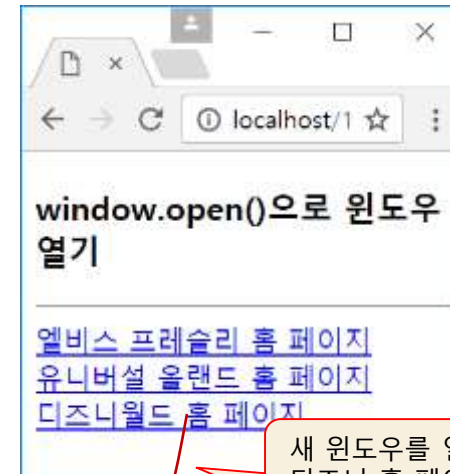 localhost/1
window.open()으로 윈도우
열기
엘비스 프레슬리 홈 페이지
유니버설 올랜드 홈 페이지
디즈니월드 홈 페이지
새 윈도우를